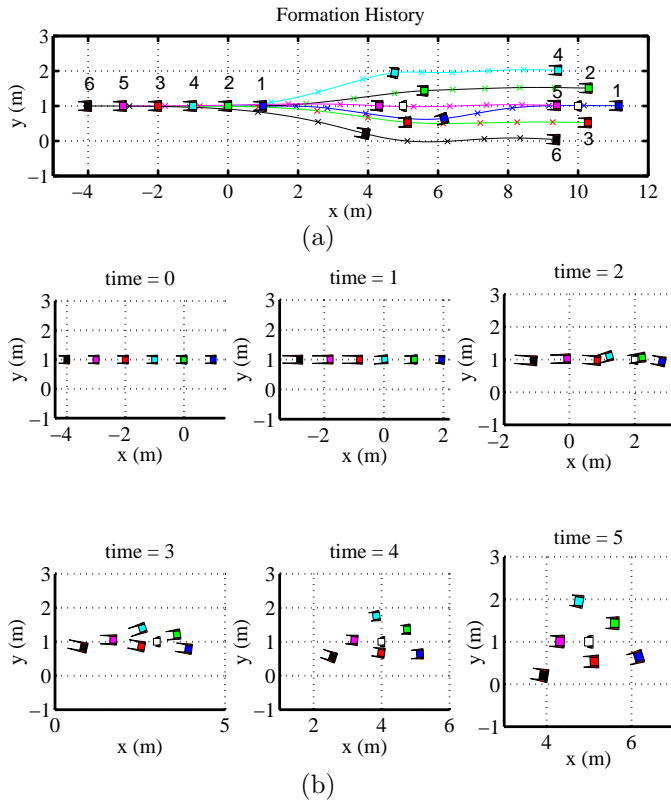 Formation History
3
2
1
0
−1
y (m)
6 5 3 4 2 1
4
2
5 1
3
6
−4 −2 0 2 4 6 8 10 12
x (m)
(a)
time = 0
3
2
1
0
−1
y (m)
−4 −2 0
x (m)
time = 1
3
2
1
0
−1
y (m)
−2 0 2
x (m)
time = 2
3
2
1
0
−1
y (m)
−2 0 2
x (m)
time = 3
3
2
1
0
−1
y (m)
0 5
x (m)
time = 4
3
2
1
0
−1
y (m)
2 4 6
x (m)
time = 5
3
2
1
0
−1
y (m)
4 6
x (m)
(b)